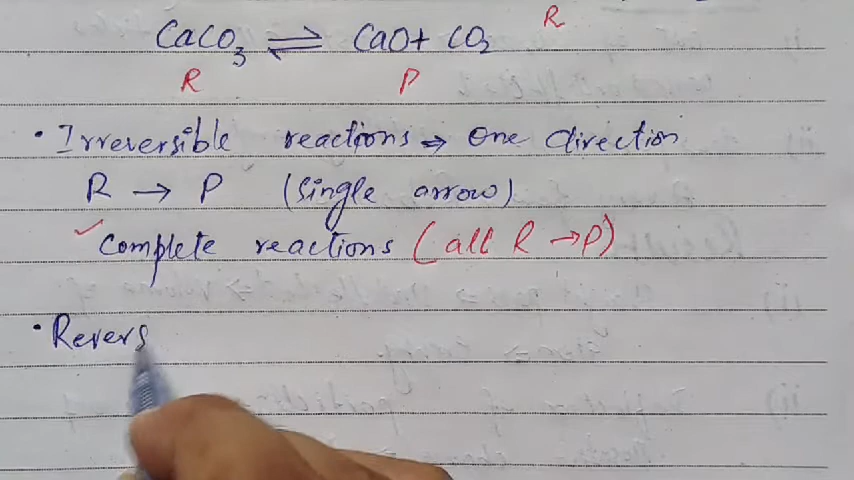 R
CaCO3 ⇌ CaO + CO2
R P
• Irreversible reactions ⇒ One direction
R → P (single arrow)
✓ Complete reactions (all R → P)
• Revers